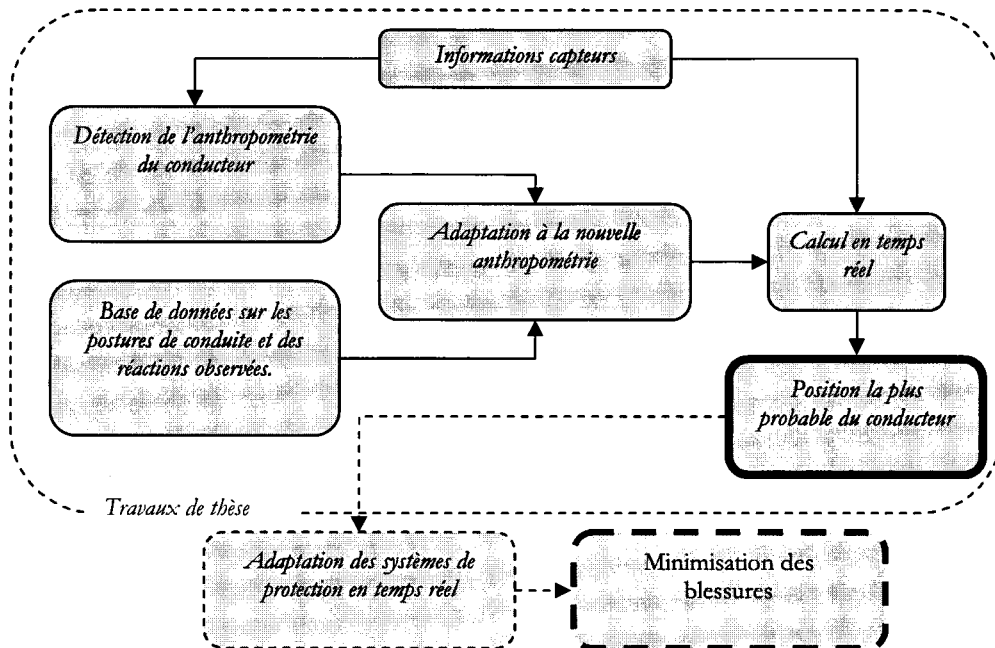 Informations capteurs
Détection de l'anthropométrie
du conducteur
Adaptation à la nouvelle
anthropométrie
Calcul en temps
réel
Base de données sur les
postures de conduite et des
réactions observées.
Position la plus
probable du conducteur
Travaux de thèse
Adaptation des systèmes de
protection en temps réel
Minimisation des
blessures